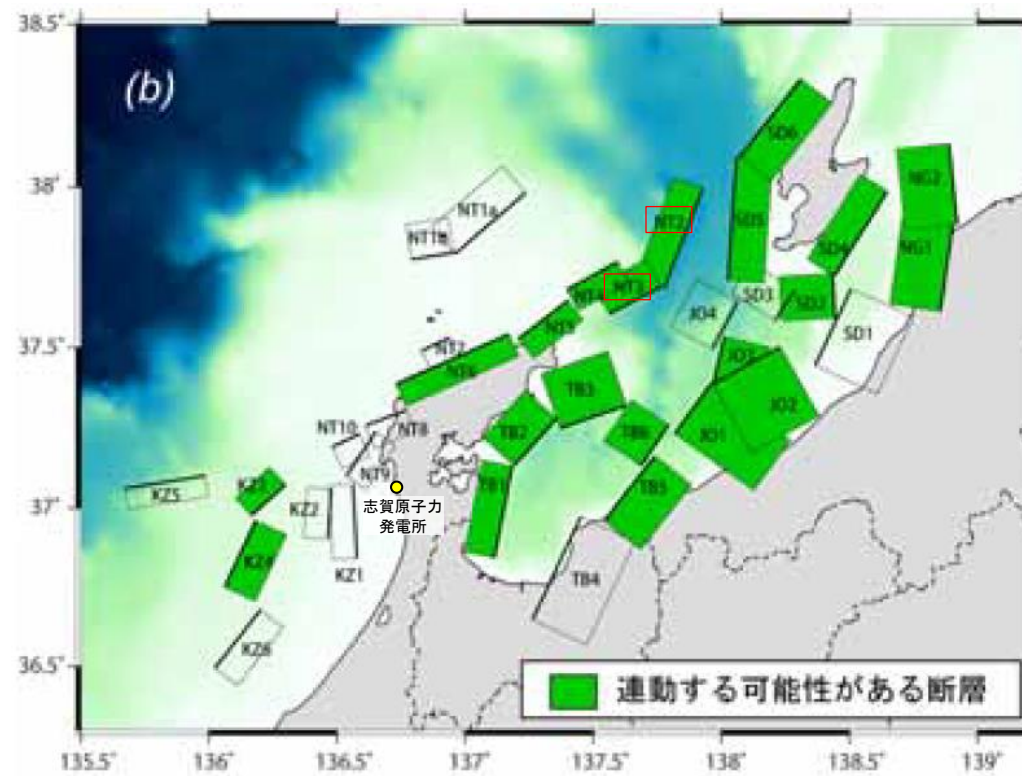 38.5°
(b)
SD6
38°
NG2
NT1a
NT2
SD5
NT1b
SD4
NG1
NT3
SD3
NT4
SD2
JO4
NT5
SD1
37.5°
NT7
JO3
NT6
TB3
JO2
NT10
NT8
TB2
TB6
JO1
NT9
KZ3
TB1
KZ5
TB5
37°
KZ2
志賀原子力
発電所
KZ4
KZ1
TB4
KZ6
36.5°
連動する可能性がある断層
135.5°
136°
136.5°
137°
137.5°
138°
138.5°
139°